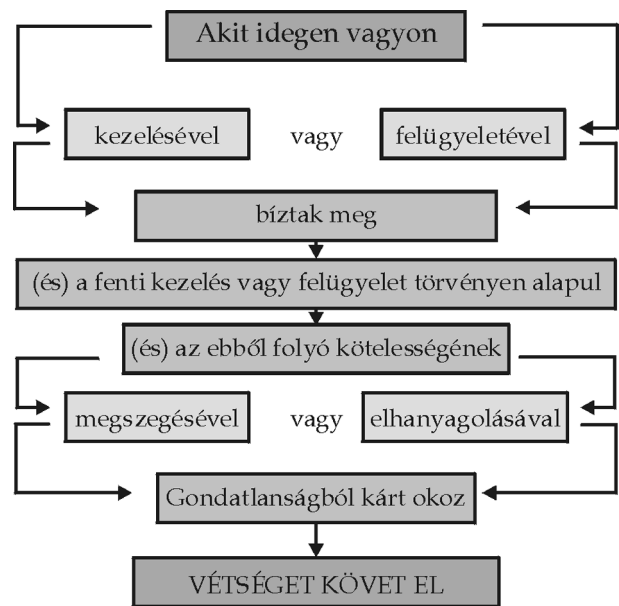 Akit idegen vagyon
kezelésével vagy felügyeletével
bíztak meg
(és) a fenti kezelés vagy felügyelet törvényen alapul
(és) az ebből folyó kötelességének
megszegésével vagy elhanyagolásával
Gondatlanságból kárt okoz
VÉTSÉGET KÖVET EL